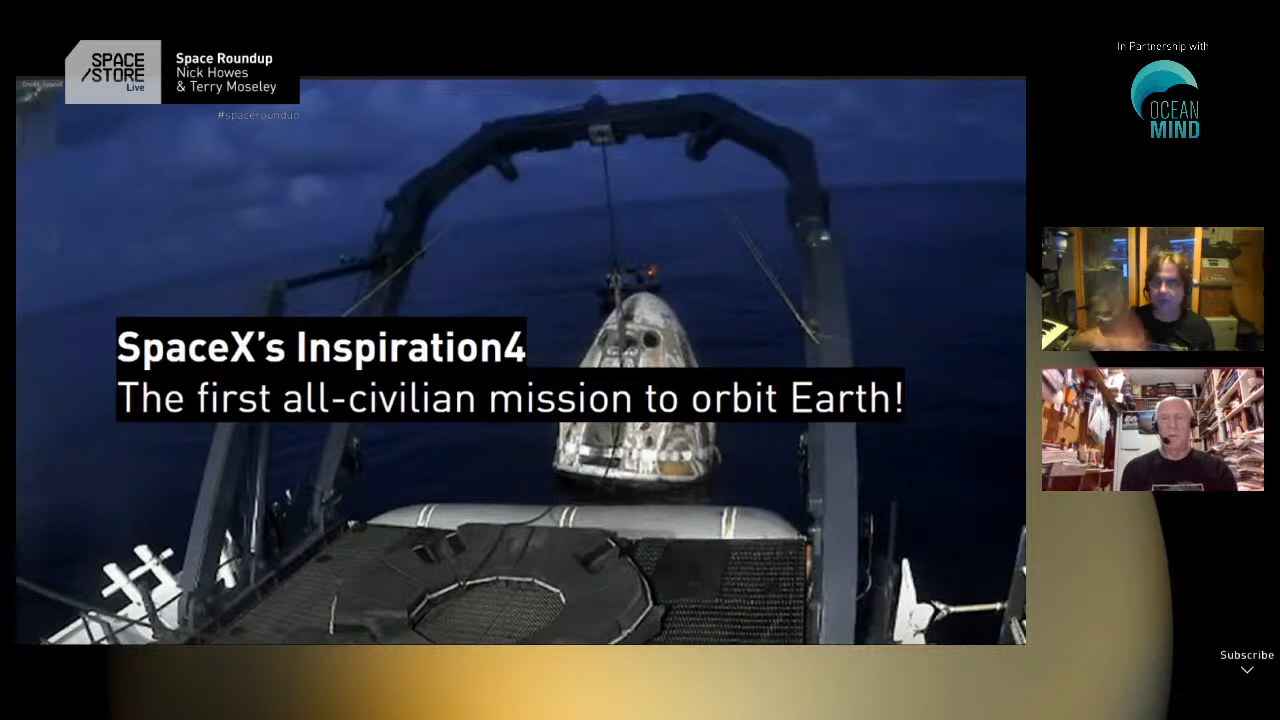 SPACE
/STORE
Live
Space Roundup
Nick Howes
& Terry Moseley
#spaceroundup
In Partnership with
OCEAN
MIND
SpaceX's Inspiration4
The first all-civilian mission to orbit Earth!
Subscribe